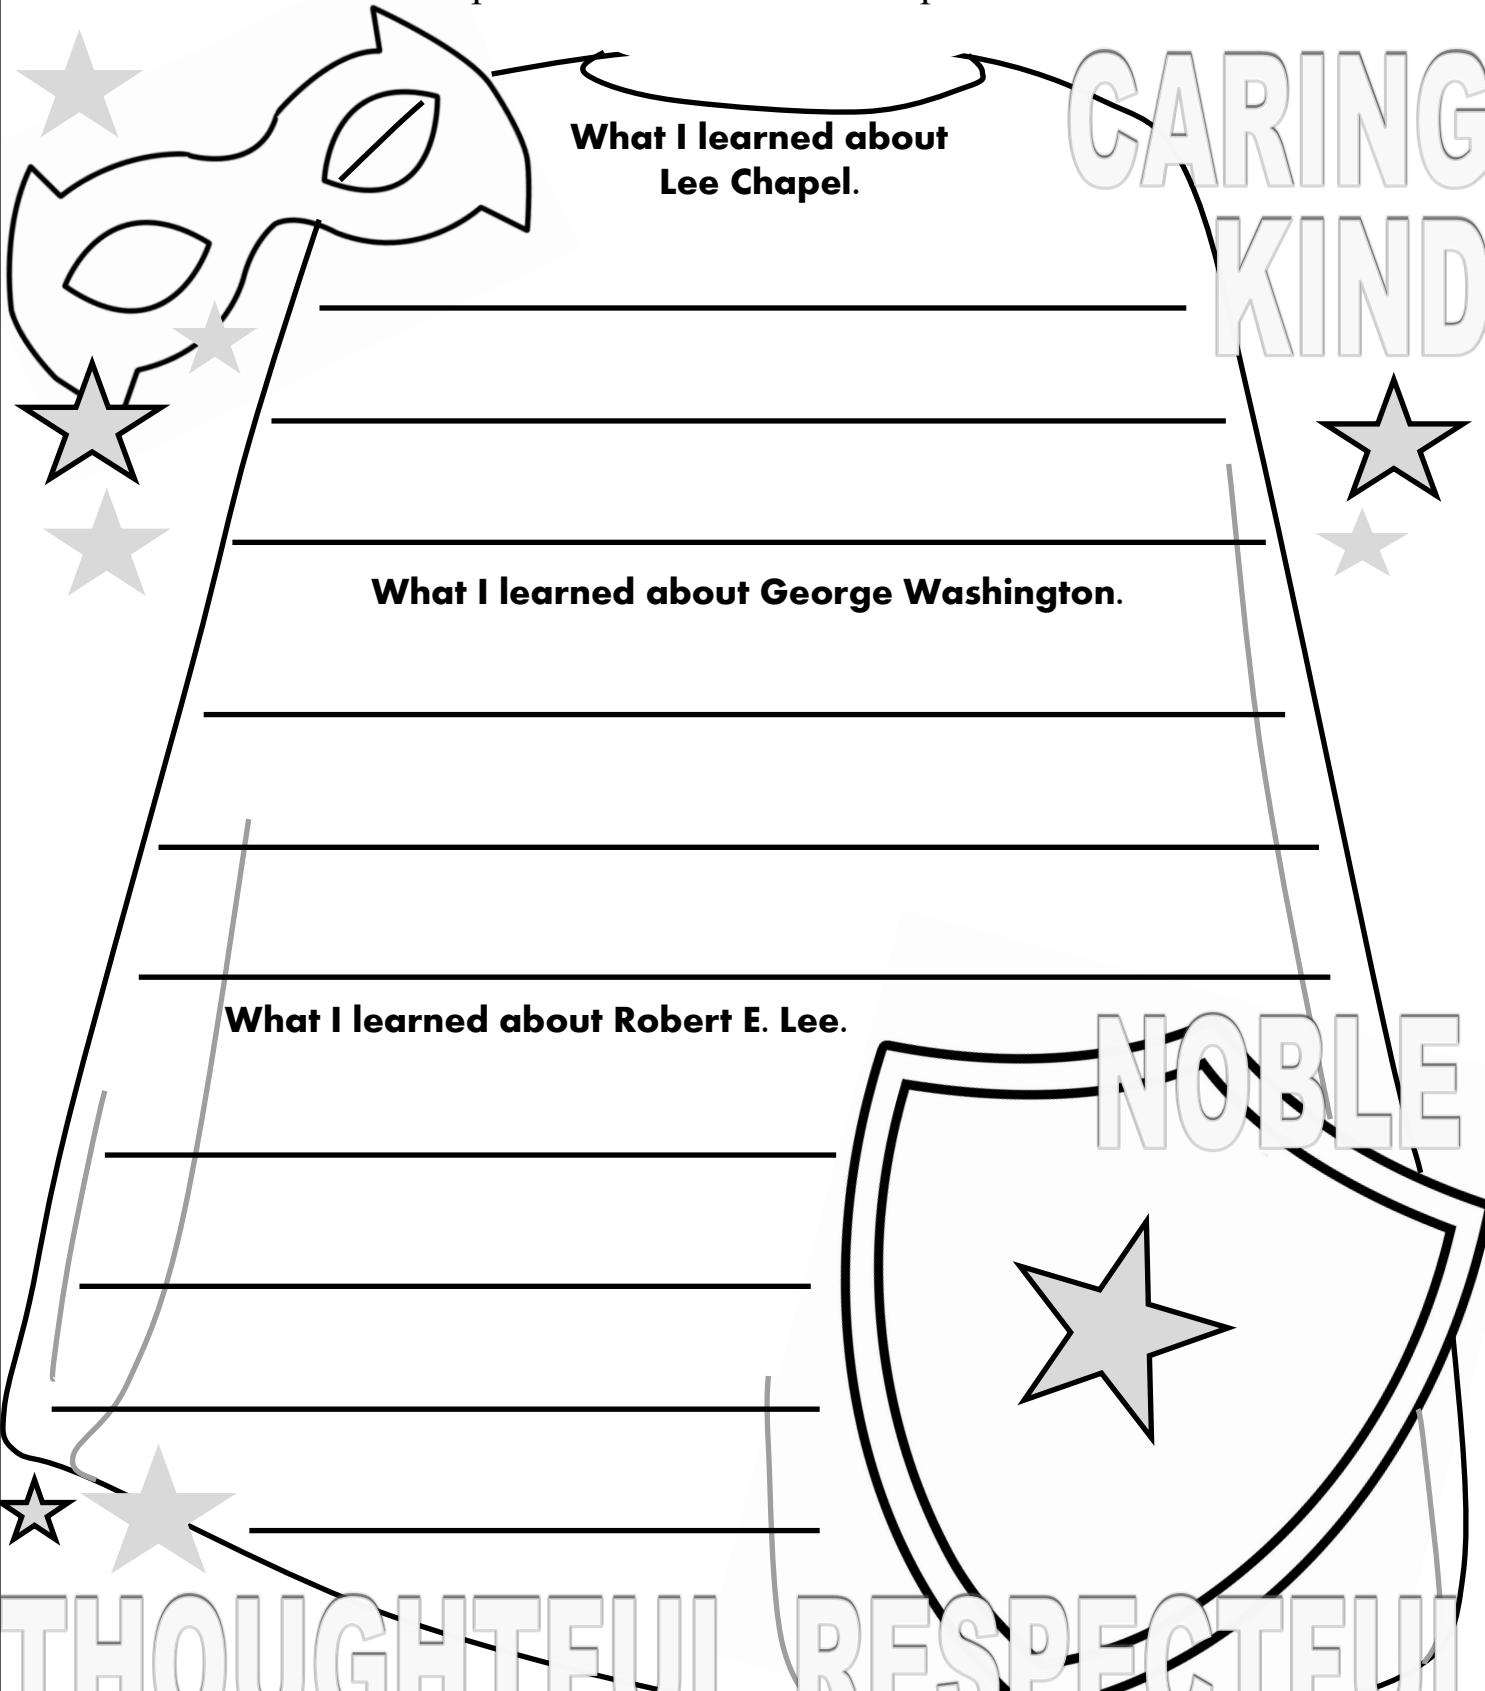 What I learned about
Lee Chapel.
CARING
KIND
What I learned about George Washington.
What I learned about Robert E. Lee.
NOBLE
THOUGHTFUL
RESPECTFUL